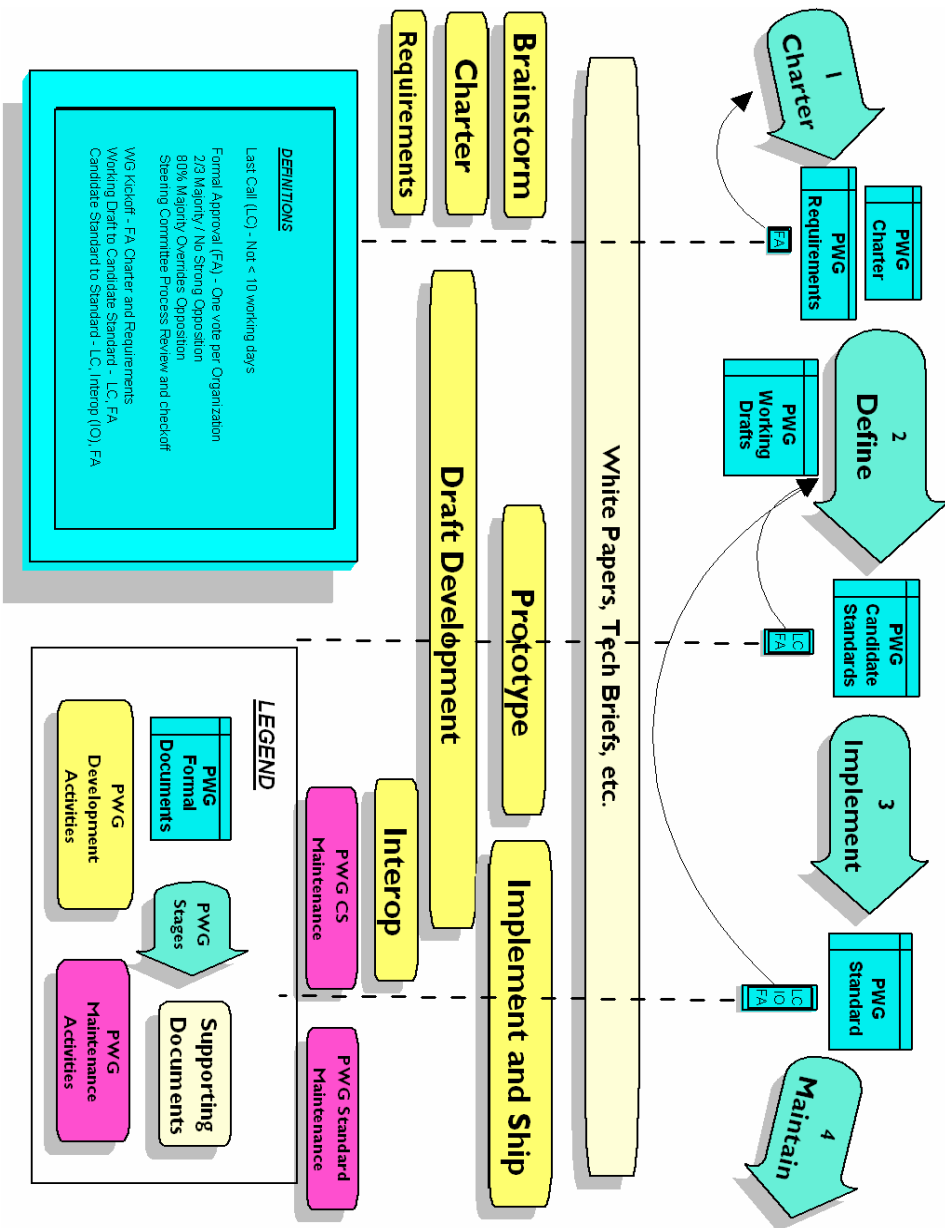 1
Charter
PWG
Charter
PWG
Requirements
FA
2
Define
PWG
Working
Drafts
PWG
Candidate
Standards
LC
FA
3
Implement
PWG
Standard
LC
IO
FA
4
Maintain
White Papers, Tech Briefs, etc.
Brainstorm
Charter
Requirements
Prototype
Implement and Ship
Draft Development
Interop
PWG CS
Maintenance
PWG Standard
Maintenance
DEFINITIONS
Last Call (LC) - Not < 10 working days
Formal Approval (FA) - One vote per Organization
2/3 Majority / No Strong Opposition
80% Majority Overrides Opposition
Steering Committee Process Review and checkoff
WG Kickoff - FA Charter and Requirements
Working Draft to Candidate Standard - LC, FA
Candidate Standard to Standard - LC, Interop (IO), FA
LEGEND
PWG
Formal
Documents
PWG
Stages
Supporting
Documents
PWG
Development
Activities
PWG
Maintenance
Activities